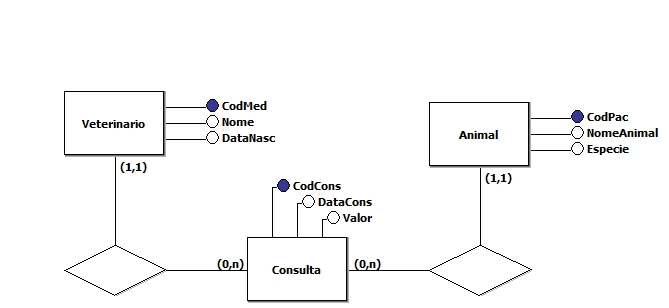 Veterinario
CodMed
Nome
DataNasc
(1,1)
Animal
CodPac
NomeAnimal
Especie
(1,1)
CodCons
DataCons
Valor
(0,n)
Consulta
(0,n)